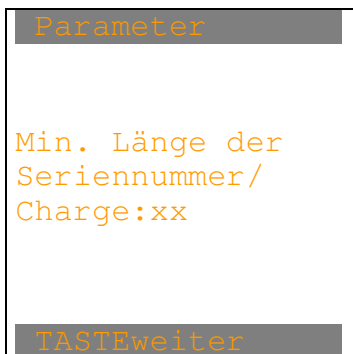 Parameter
Min. Länge der
Seriennummer/
Charge:xx
TASTEweiter